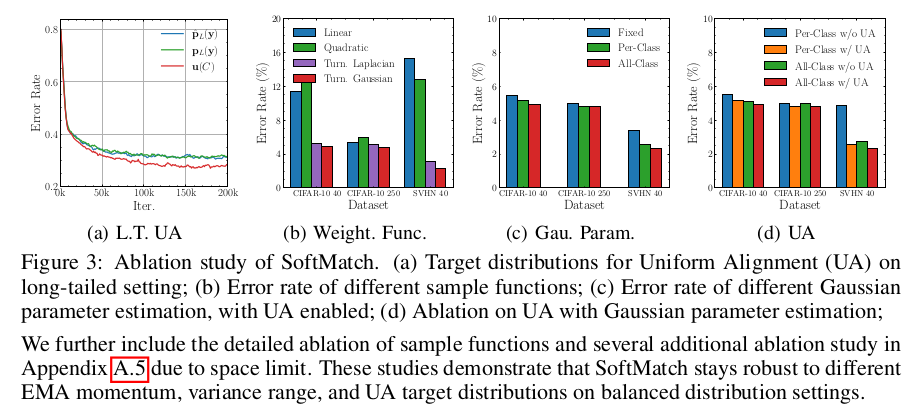 p̂_L(y)
p_L(y)
u(C)
Error Rate
0.8
0.6
0.4
0.2
0k
50k
100k
150k
200k
Iter.
Linear
Quadratic
Turn. Laplacian
Turn. Gaussian
Error Rate (%)
20
16
12
8
4
0
CIFAR-10 40
CIFAR-10 250
SVHN 40
Dataset
Fixed
Per-Class
All-Class
Error Rate (%)
10
8
6
4
2
0
CIFAR-10 40
CIFAR-10 250
SVHN 40
Dataset
Per-Class w/o UA
Per-Class w/ UA
All-Class w/o UA
All-Class w/ UA
Error Rate (%)
10
8
6
4
2
0
CIFAR-10 40
CIFAR-10 250
SVHN 40
Dataset
(a) L.T. UA
(b) Weight. Func.
(c) Gau. Param.
(d) UA
Figure 3: Ablation study of SoftMatch. (a) Target distributions for Uniform Alignment (UA) on
long-tailed setting; (b) Error rate of different sample functions; (c) Error rate of different Gaussian
parameter estimation, with UA enabled; (d) Ablation on UA with Gaussian parameter estimation;
We further include the detailed ablation of sample functions and several additional ablation study in
Appendix A.5 due to space limit. These studies demonstrate that SoftMatch stays robust to different
EMA momentum, variance range, and UA target distributions on balanced distribution settings.